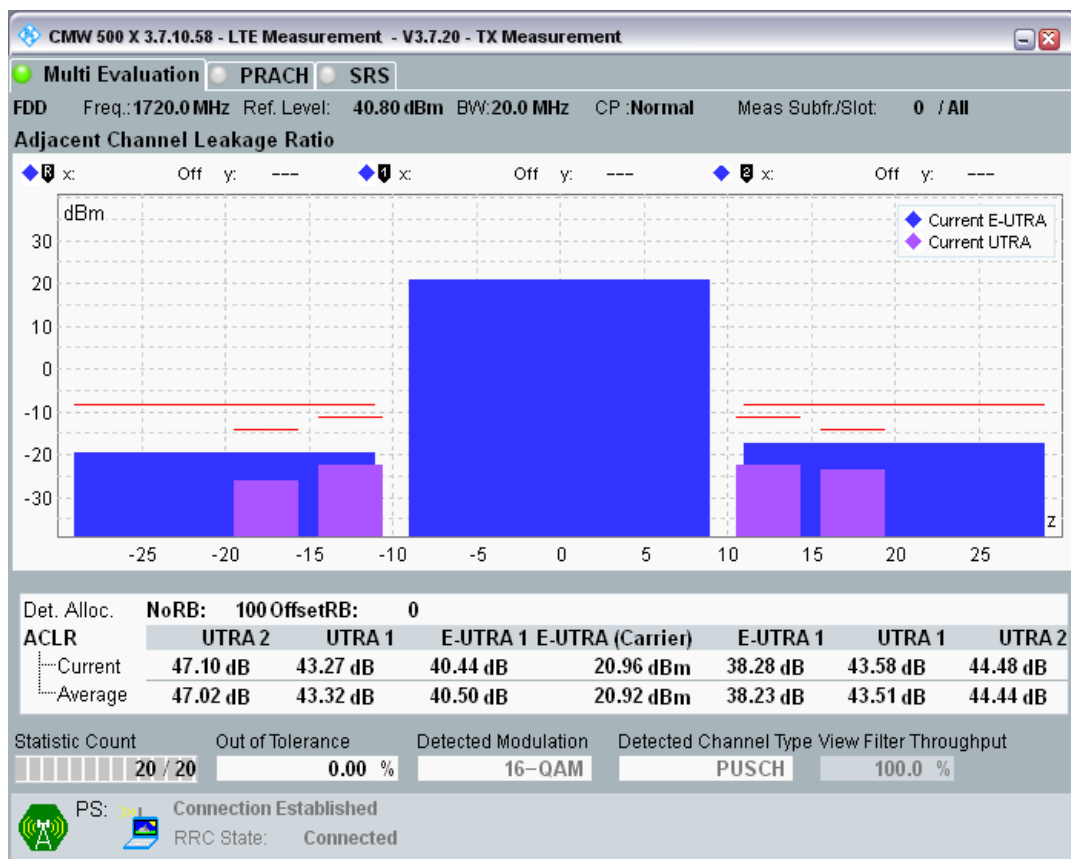 CMW 500 X 3.7.10.58 - LTE Measurement - V3.7.20 - TX Measurement
Multi Evaluation PRACH SRS
FDD Freq.: 1720.0 MHz Ref. Level: 40.80 dBm BW: 20.0 MHz CP : Normal Meas Subfr./Slot: 0 / All
Adjacent Channel Leakage Ratio
R x: Off y: --- 1 x: Off y: --- 2 x: Off y: ---
dBm
Current E-UTRA
Current UTRA
30
20
10
0
-10
-20
-30
z
-25 -20 -15 -10 -5 0 5 10 15 20 25
Det. Alloc. NoRB: 100 OffsetRB: 0
ACLR UTRA 2 UTRA 1 E-UTRA 1 E-UTRA (Carrier) E-UTRA 1 UTRA 1 UTRA 2
Current 47.10 dB 43.27 dB 40.44 dB 20.96 dBm 38.28 dB 43.58 dB 44.48 dB
Average 47.02 dB 43.32 dB 40.50 dB 20.92 dBm 38.23 dB 43.51 dB 44.44 dB
Statistic Count Out of Tolerance Detected Modulation Detected Channel Type View Filter Throughput
20 / 20 0.00 % 16-QAM PUSCH 100.0 %
PS: Connection Established
RRC State: Connected